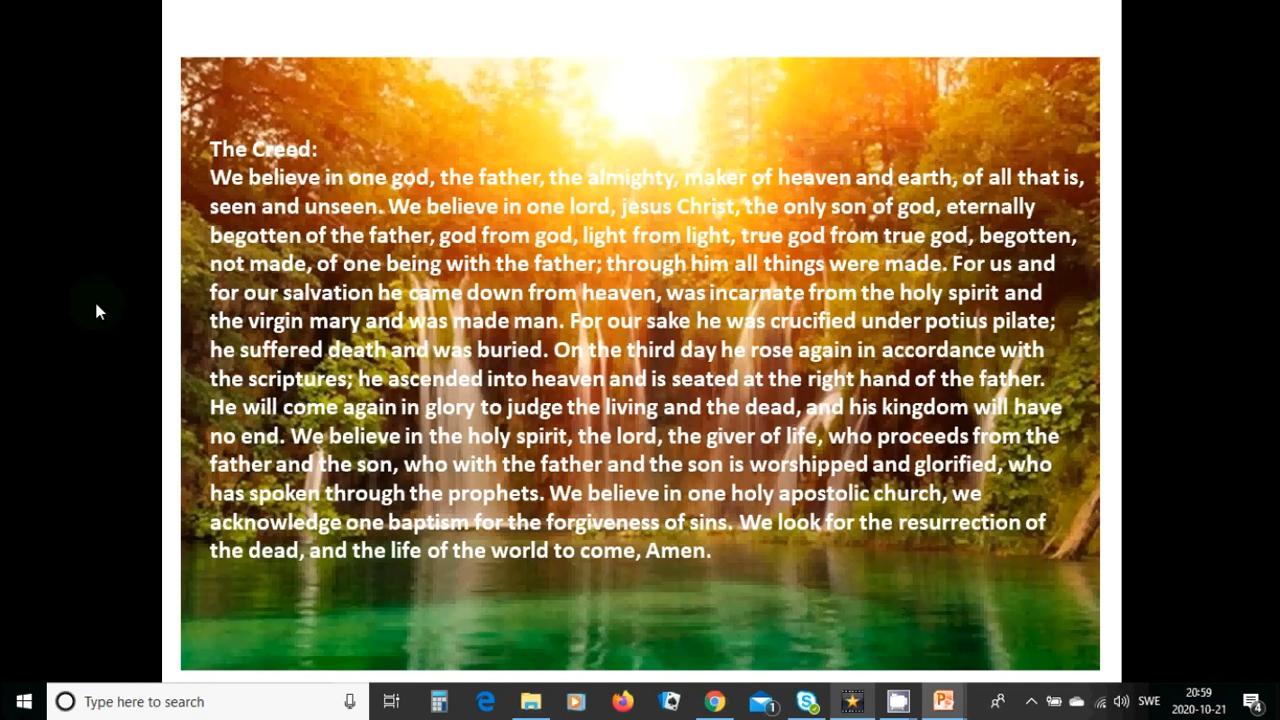 The Creed:
We believe in one god, the father, the almighty, maker of heaven and earth, of all that is,
seen and unseen. We believe in one lord, jesus Christ, the only son of god, eternally
begotten of the father, god from god, light from light, true god from true god, begotten,
not made, of one being with the father; through him all things were made. For us and
for our salvation he came down from heaven, was incarnate from the holy spirit and
the virgin mary and was made man. For our sake he was crucified under potius pilate;
he suffered death and was buried. On the third day he rose again in accordance with
the scriptures; he ascended into heaven and is seated at the right hand of the father.
He will come again in glory to judge the living and the dead, and his kingdom will have
no end. We believe in the holy spirit, the lord, the giver of life, who proceeds from the
father and the son, who with the father and the son is worshipped and glorified, who
has spoken through the prophets. We believe in one holy apostolic church, we
acknowledge one baptism for the forgiveness of sins. We look for the resurrection of
the dead, and the life of the world to come, Amen.
Type here to search
1
SWE
20:59
2020-10-21
4